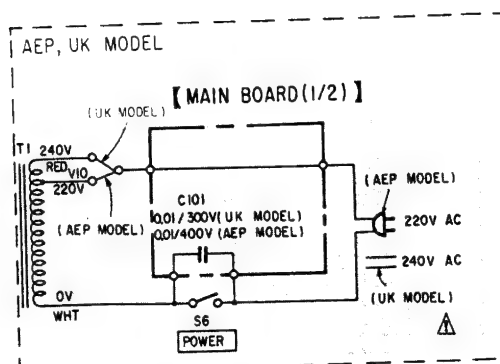 AEP, UK MODEL
【MAIN BOARD(1/2)】
(UK MODEL)
T1 240V
RED
VIO
220V
(AEP MODEL)
C101
0.01/300V(UK MODEL)
0.01/400V(AEP MODEL)
(AEP MODEL)
220V AC
240V AC
(UK MODEL)
0V
WHT
S6
POWER